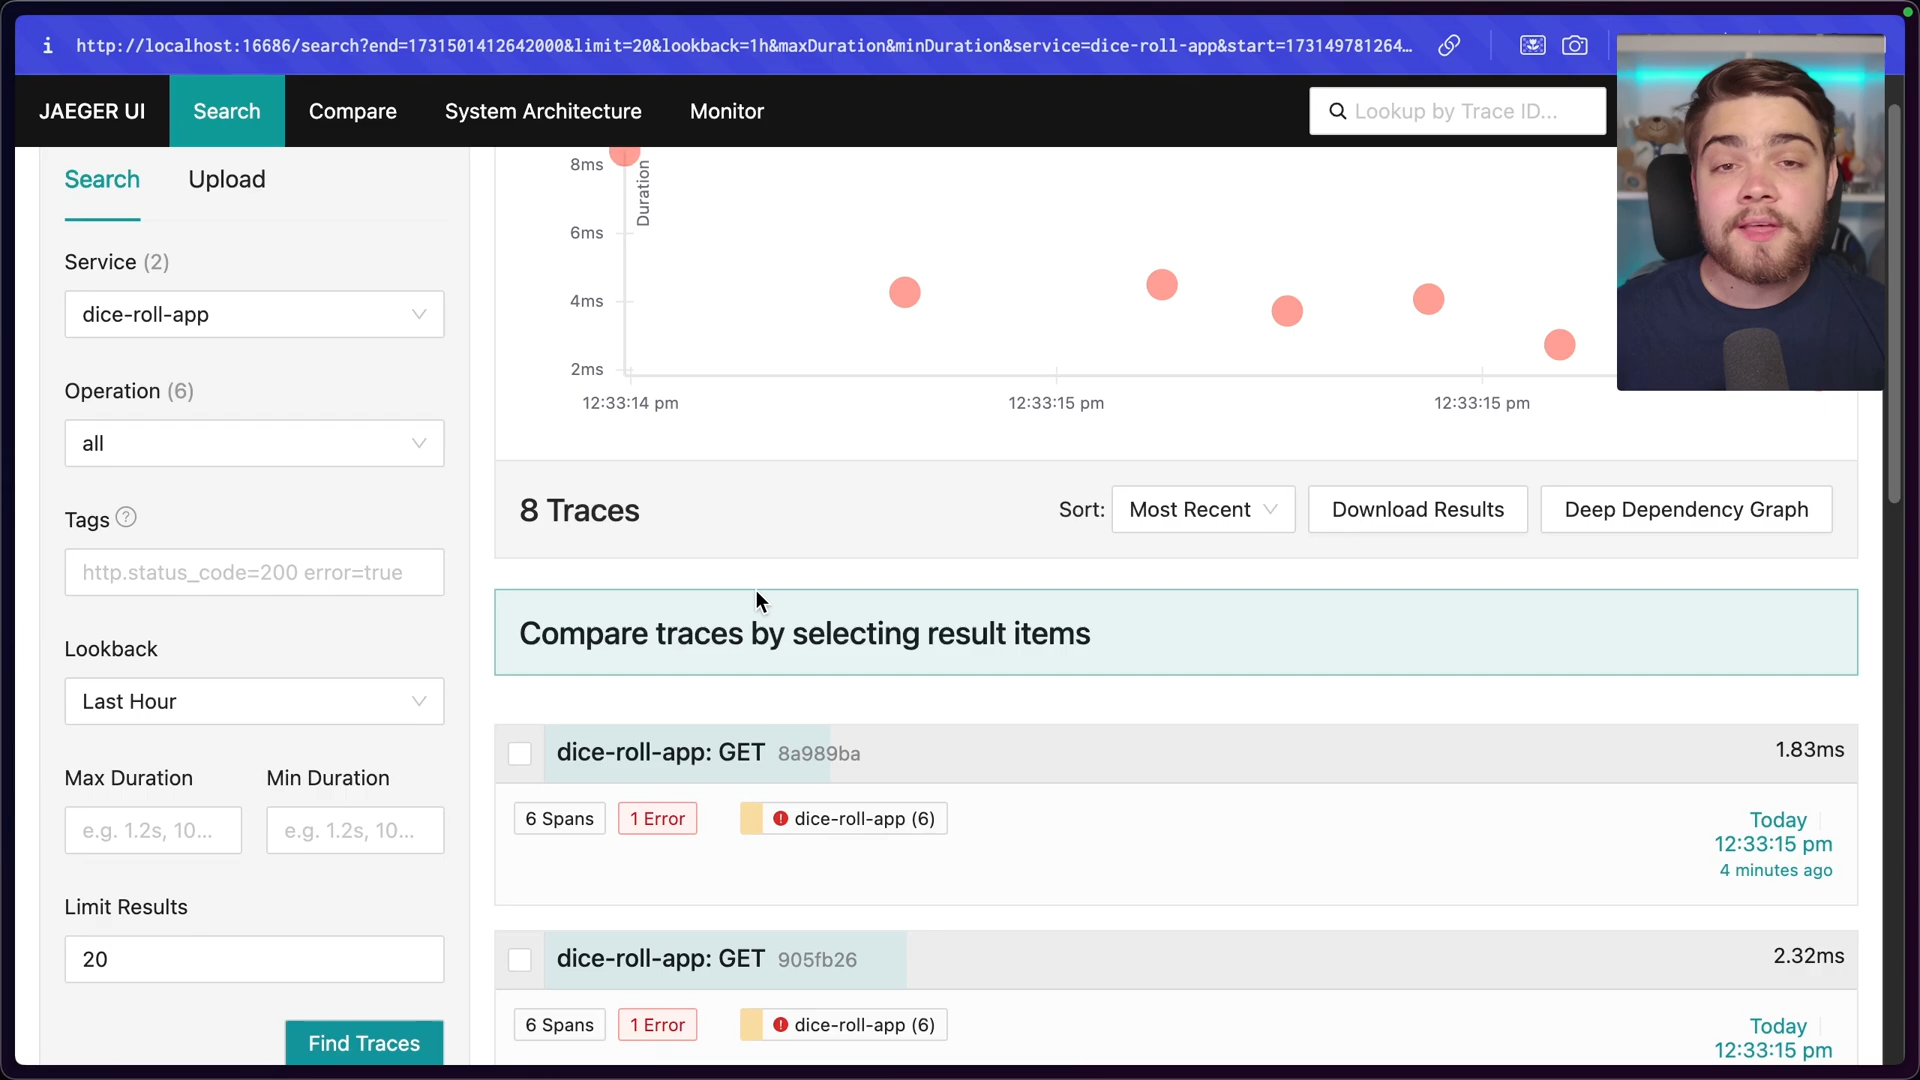 http://localhost:16686/search?end=1731501412642000&limit=20&lookback=1h&maxDuration&minDuration&service=dice-roll-app&start=173149781264…
JAEGER UI
Search
Compare
System Architecture
Monitor
Lookup by Trace ID...
Search
Upload
Service (2)
dice-roll-app
Operation (6)
all
Tags ?
http.status_code=200 error=true
Lookback
Last Hour
Max Duration
Min Duration
e.g. 1.2s, 10...
e.g. 1.2s, 10...
Limit Results
20
Find Traces
Duration
8ms
6ms
4ms
2ms
12:33:14 pm
12:33:15 pm
12:33:15 pm
8 Traces
Sort:
Most Recent
Download Results
Deep Dependency Graph
Compare traces by selecting result items
dice-roll-app: GET 8a989ba
1.83ms
6 Spans
1 Error
dice-roll-app (6)
Today
12:33:15 pm
4 minutes ago
dice-roll-app: GET 905fb26
2.32ms
6 Spans
1 Error
dice-roll-app (6)
Today
12:33:15 pm